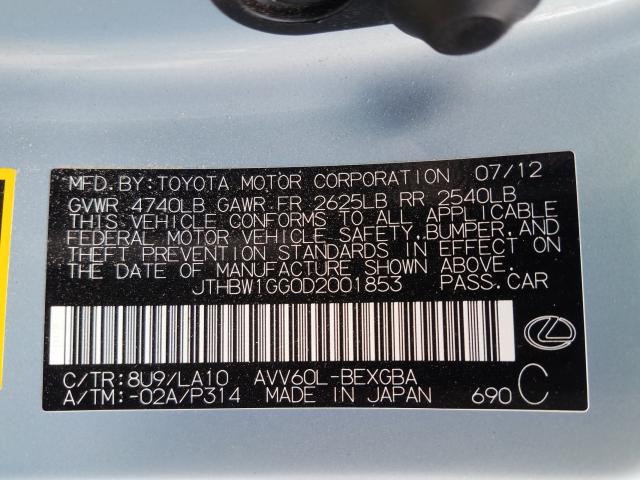 MFD.BY:TOYOTA MOTOR CORPORATION 07/12
GVWR 4740LB GAWR FR 2625LB RR 2540LB
THIS VEHICLE CONFORMS TO ALL APPLICABLE
FEDERAL MOTOR VEHICLE SAFETY,BUMPER,AND
THEFT PREVENTION STANDARDS IN EFFECT ON
THE DATE OF MANUFACTURE SHOWN ABOVE.
JTHBW1GG0D2001853 PASS.CAR
C/TR:8U9/LA10 AVV60L-BEXGBA
A/TM:-02A/P314 MADE IN JAPAN 690 C